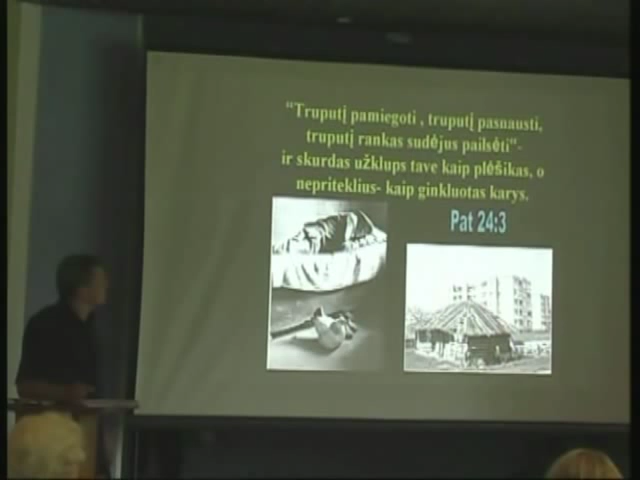 "Truputį pamiegoti , truputį pasnausti,
truputį rankas sudėjus pailsėti"-
ir skurdas užklups tave kaip plėšikas, o
nepriteklius- kaip ginkluotas karys.
Pat 24:3